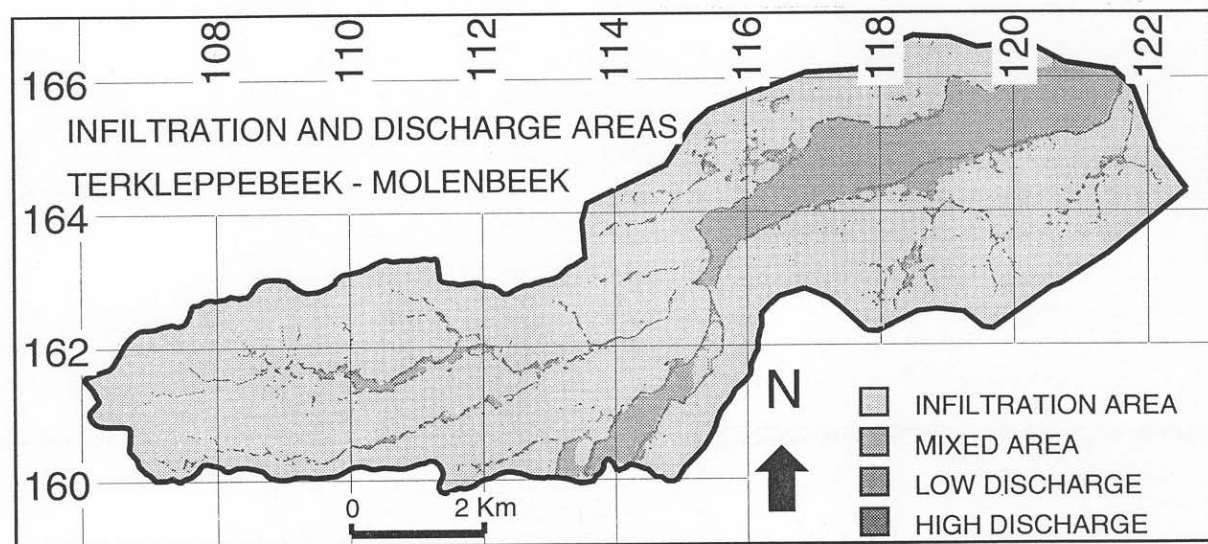 108 110 112 114 116 118 120 122
166
INFILTRATION AND DISCHARGE AREAS
TERKLEPPEBEEK - MOLENBEEK
164
162
160
0 2 Km
N
INFILTRATION AREA
MIXED AREA
LOW DISCHARGE
HIGH DISCHARGE